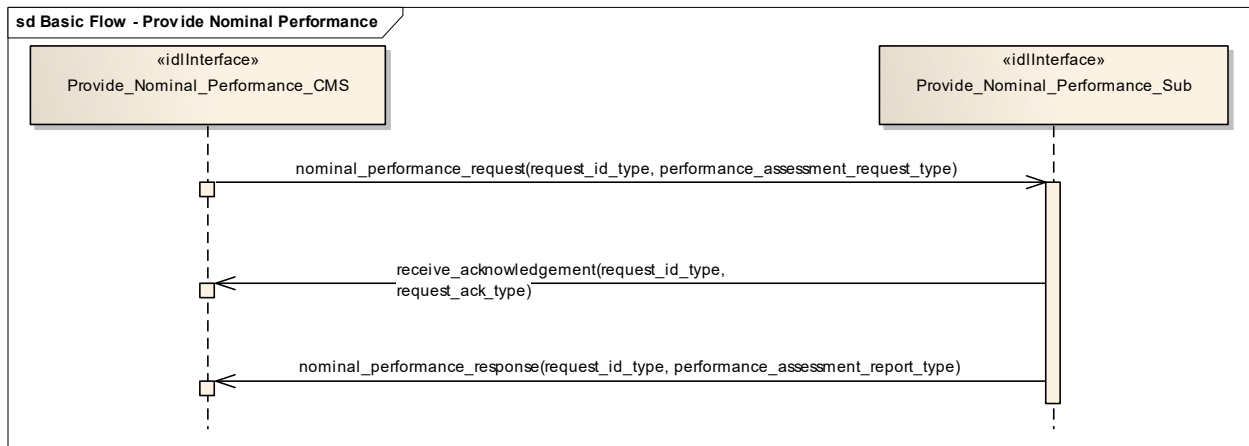 sd Basic Flow - Provide Nominal Performance
«idlInterface»
Provide_Nominal_Performance_CMS
«idlInterface»
Provide_Nominal_Performance_Sub
nominal_performance_request(request_id_type, performance_assessment_request_type)
receive_acknowledgement(request_id_type,
request_ack_type)
nominal_performance_response(request_id_type, performance_assessment_report_type)